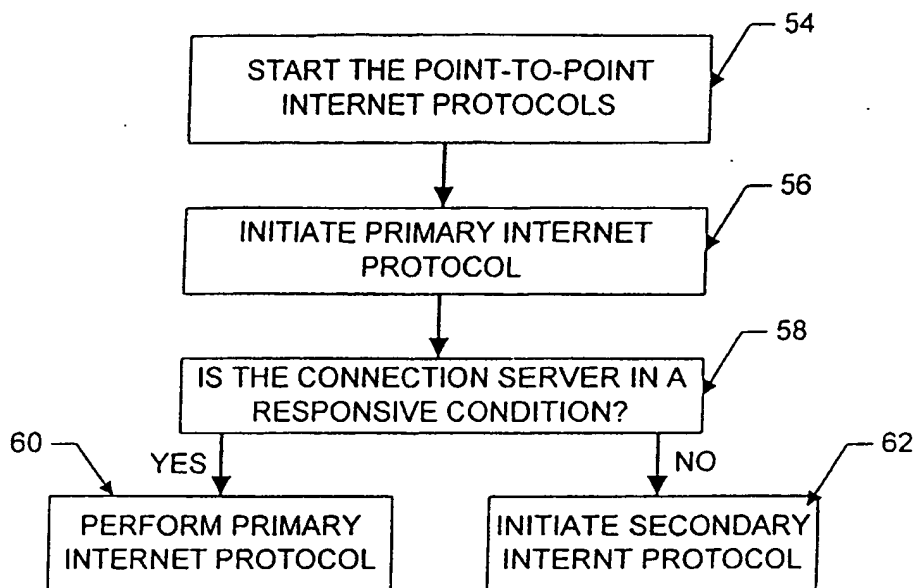 54
START THE POINT-TO-POINT
INTERNET PROTOCOLS
56
INITIATE PRIMARY INTERNET
PROTOCOL
58
IS THE CONNECTION SERVER IN A
RESPONSIVE CONDITION?
60
YES
NO
62
PERFORM PRIMARY
INTERNET PROTOCOL
INITIATE SECONDARY
INTERNT PROTOCOL